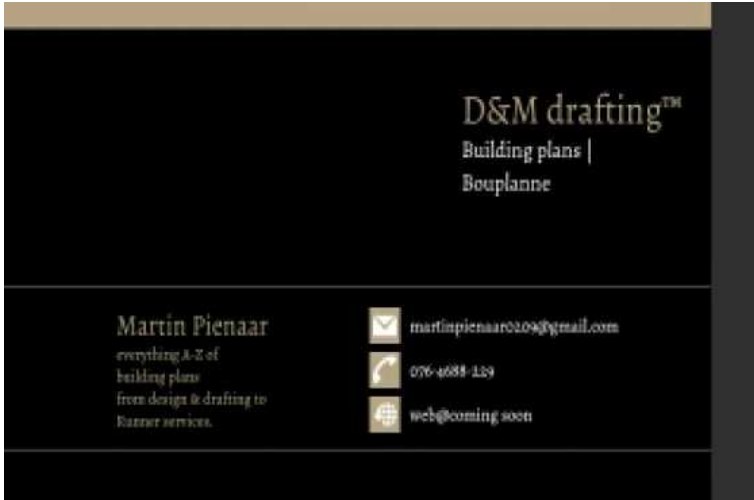 D&M drafting™
Building plans |
Bouplanne
Martin Pienaar
everything A-Z of
building plans
from design & drafting to
Runner services.
martinpienaar0209@gmail.com
076-4688-229
web@coming soon